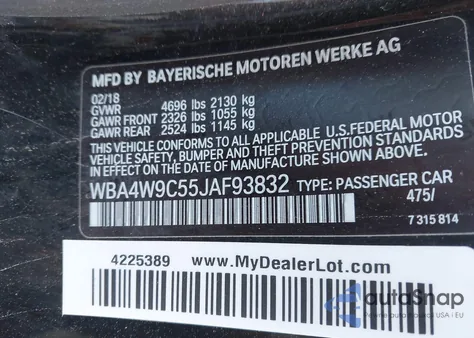 MFD BY BAYERISCHE MOTOREN WERKE AG
02/18
GVWR 4696 lbs 2130 kg
GAWR FRONT 2326 lbs 1055 kg
GAWR REAR 2524 lbs 1145 kg
THIS VEHICLE CONFORMS TO ALL APPLICABLE U.S.FEDERAL MOTOR
VEHICLE SAFETY, BUMPER AND THEFT PREVENTION STANDARDS IN
EFFECT ON THE DATE OF MANUFACTURE SHOWN ABOVE.
WBA4W9C55JAF93832 TYPE: PASSENGER CAR
475/
7 315 814
4225389 www.MyDealerLot.com
autoSnap
USA i EU